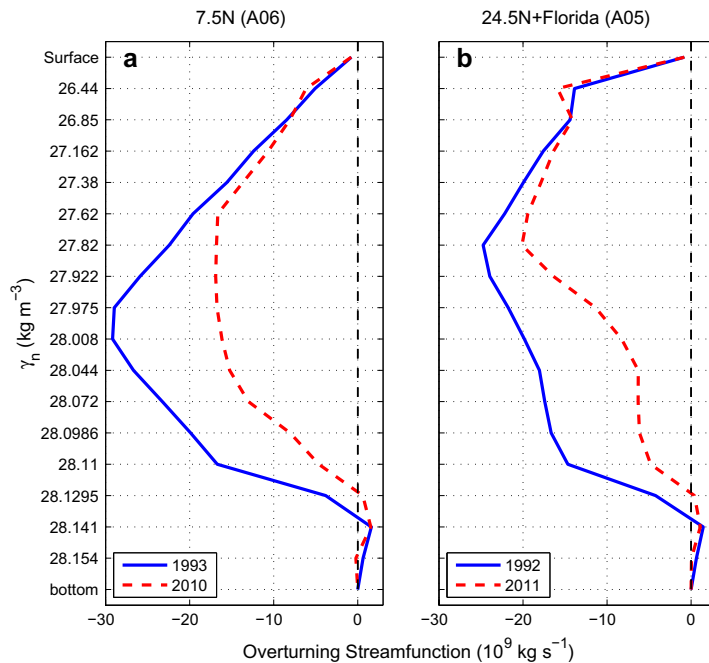 7.5N (A06)
24.5N+Florida (A05)
a
b
Surface
26.44
26.85
27.162
27.38
27.62
27.82
27.922
27.975
28.008
28.044
28.072
28.0986
28.11
28.1295
28.141
28.154
bottom
γn (kg m−3)
1993
2010
1992
2011
−30 −20 −10 0
−30 −20 −10 0
Overturning Streamfunction (10^9 kg s−1)